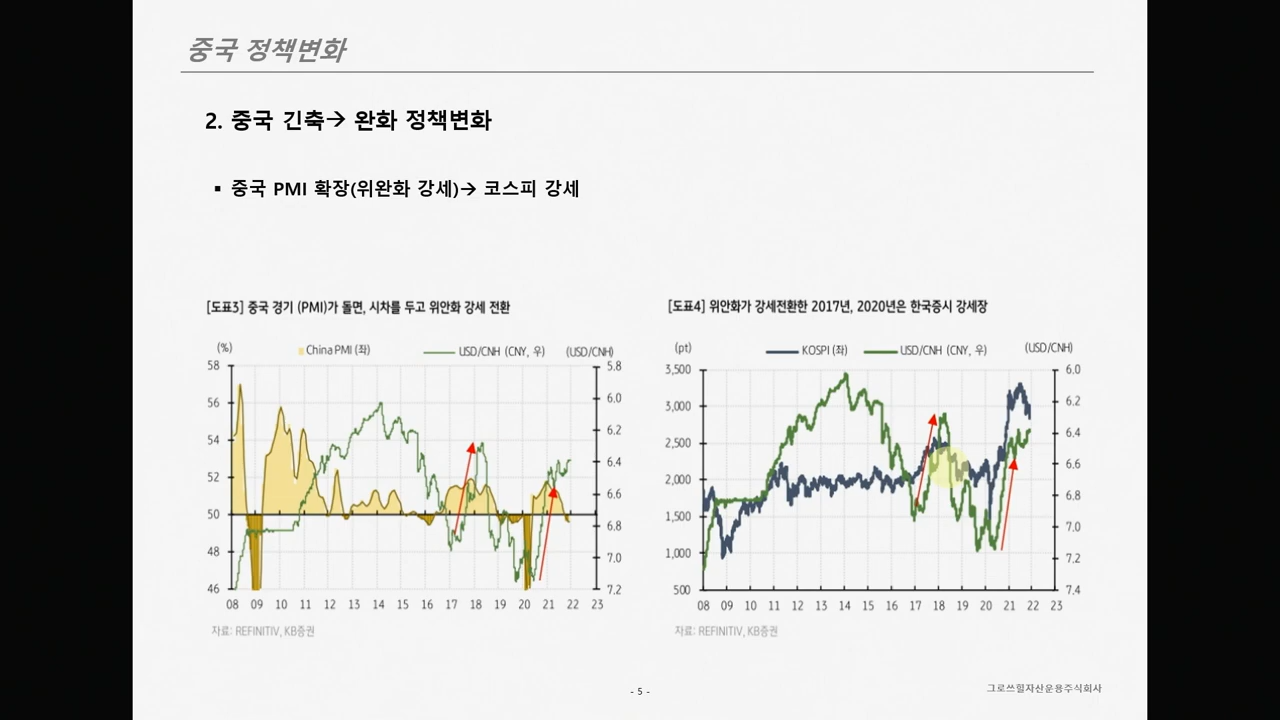 중국 정책변화
2. 중국 긴축→ 완화 정책변화
▪ 중국 PMI 확장(위완화 강세)→ 코스피 강세
[도표3] 중국 경기 (PMI)가 돌면, 시차를 두고 위안화 강세 전환
(%)
China PMI (좌)
USD/CNH (CNY, 우)
(USD/CNH)
58
56
54
52
50
48
46
5.8
6.0
6.2
6.4
6.6
6.8
7.0
7.2
08 09 10 11 12 13 14 15 16 17 18 19 20 21 22 23
자료: REFINITIV, KB증권
[도표4] 위안화가 강세전환한 2017년, 2020년은 한국증시 강세장
(pt)
KOSPI (좌)
USD/CNH (CNY, 우)
(USD/CNH)
3,500
3,000
2,500
2,000
1,500
1,000
500
6.0
6.2
6.4
6.6
6.8
7.0
7.2
7.4
08 09 10 11 12 13 14 15 16 17 18 19 20 21 22 23
자료: REFINITIV, KB증권
- 5 -
그로쓰힐자산운용주식회사